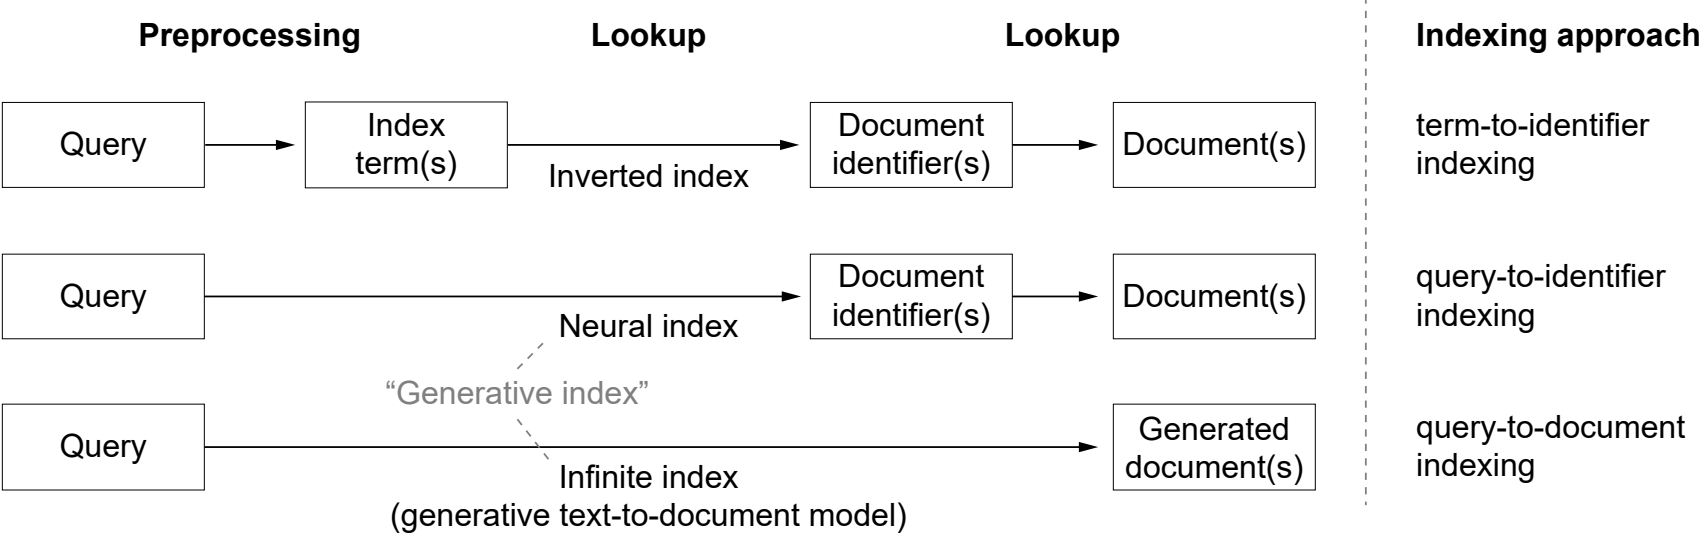 Preprocessing Lookup Lookup Indexing approach
Query
Index
term(s)
Inverted index
Document
identifier(s)
Document(s)
term-to-identifier
indexing
Query
Neural index
Document
identifier(s)
Document(s)
query-to-identifier
indexing
“Generative index”
Query
Infinite index
(generative text-to-document model)
Generated
document(s)
query-to-document
indexing